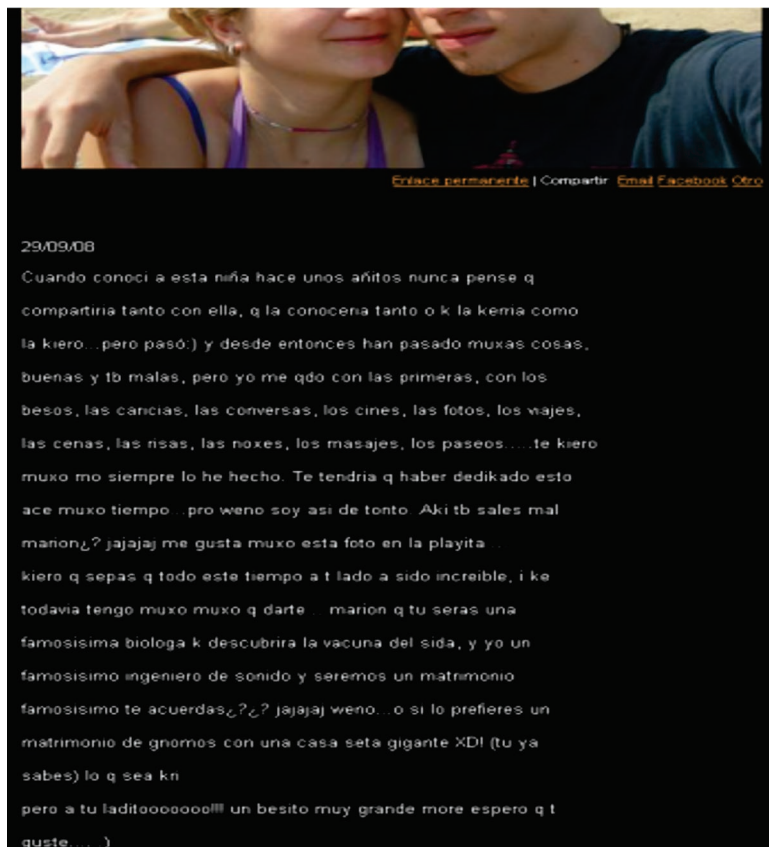 Enlace permanente | Compartir Email Facebook Otro
29/09/08
Cuando conoci a esta niña hace unos añitos nunca pense q
compartiria tanto con ella, q la conoceria tanto o k la kerria como
la kiero...pero pasó:) y desde entonces han pasado muxas cosas,
buenas y tb malas, pero yo me qdo con las primeras, con los
besos, las caricias, las conversas, los cines, las fotos, los viajes,
las cenas, las risas, las noxes, los masajes, los paseos.....te kiero
muxo mo siempre lo he hecho. Te tendria q haber dedikado esto
ace muxo tiempo...pro weno soy asi de tonto. Aki tb sales mal
marion¿? jajajaj me gusta muxo esta foto en la playita...
kiero q sepas q todo este tiempo a t lado a sido increible, i ke
todavia tengo muxo muxo q darte... marion q tu seras una
famosisima biologa k descubrira la vacuna del sida, y yo un
famosisimo ingeniero de sonido y seremos un matrimonio
famosisimo te acuerdas¿?¿? jajajaj weno...o si lo prefieres un
matrimonio de gnomos con una casa seta gigante XD! (tu ya
sabes) lo q sea kri
pero a tu laditooooooo!!!! un besito muy grande more espero q t
guste.....:)